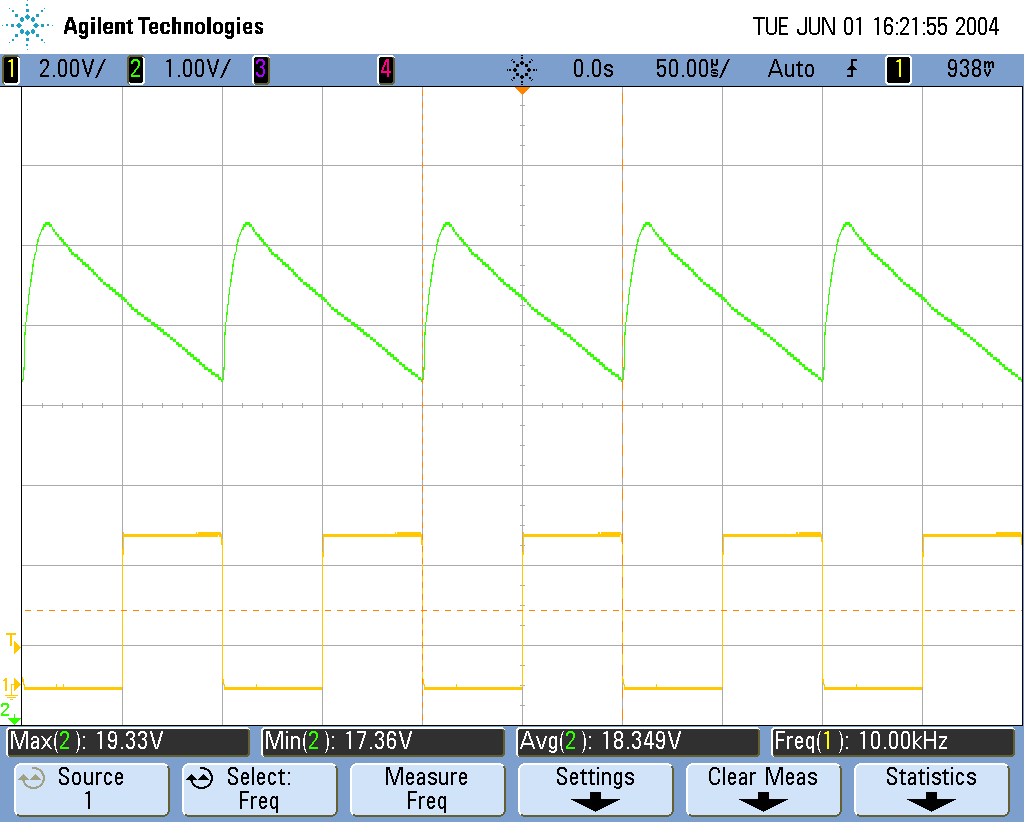 Agilent Technologies TUE JUN 01 16:21:55 2004
1 2.00V/ 2 1.00V/ 3 4 0.0s 50.00µs/ Auto 1 938mV
T
1
2
Max(2): 19.33V Min(2): 17.36V Avg(2): 18.349V Freq(1): 10.00kHz
Source Select: Measure Settings Clear Meas Statistics
1 Freq Freq